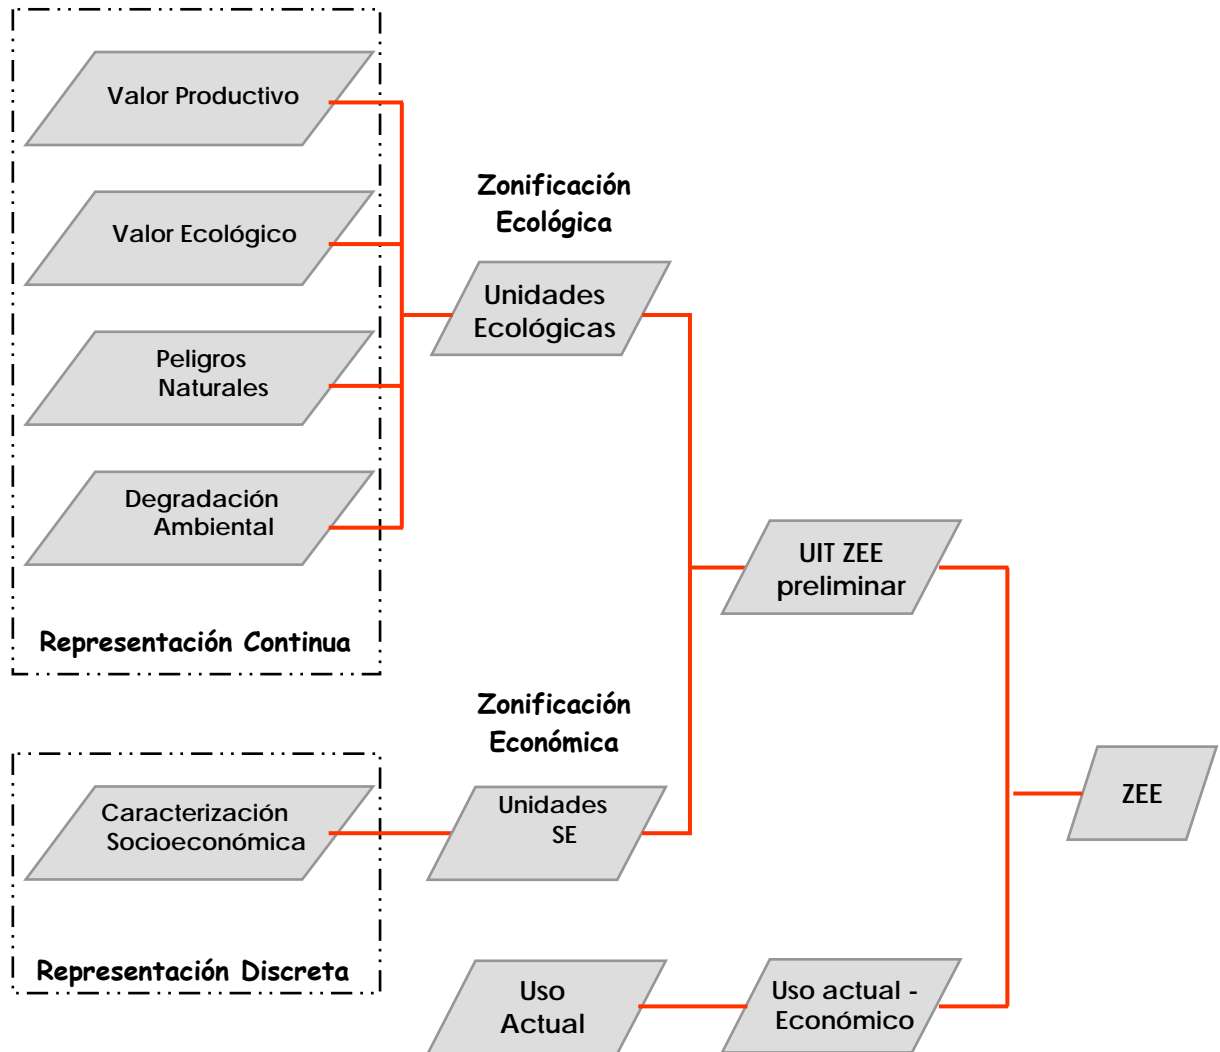 Valor Productivo
Valor Ecológico
Peligros
Naturales
Degradación
Ambiental
Representación Continua
Zonificación
Ecológica
Unidades
Ecológicas
Zonificación
Económica
Caracterización
Socioeconómica
Representación Discreta
Unidades
SE
UIT ZEE
preliminar
Uso
Actual
Uso actual -
Económico
ZEE